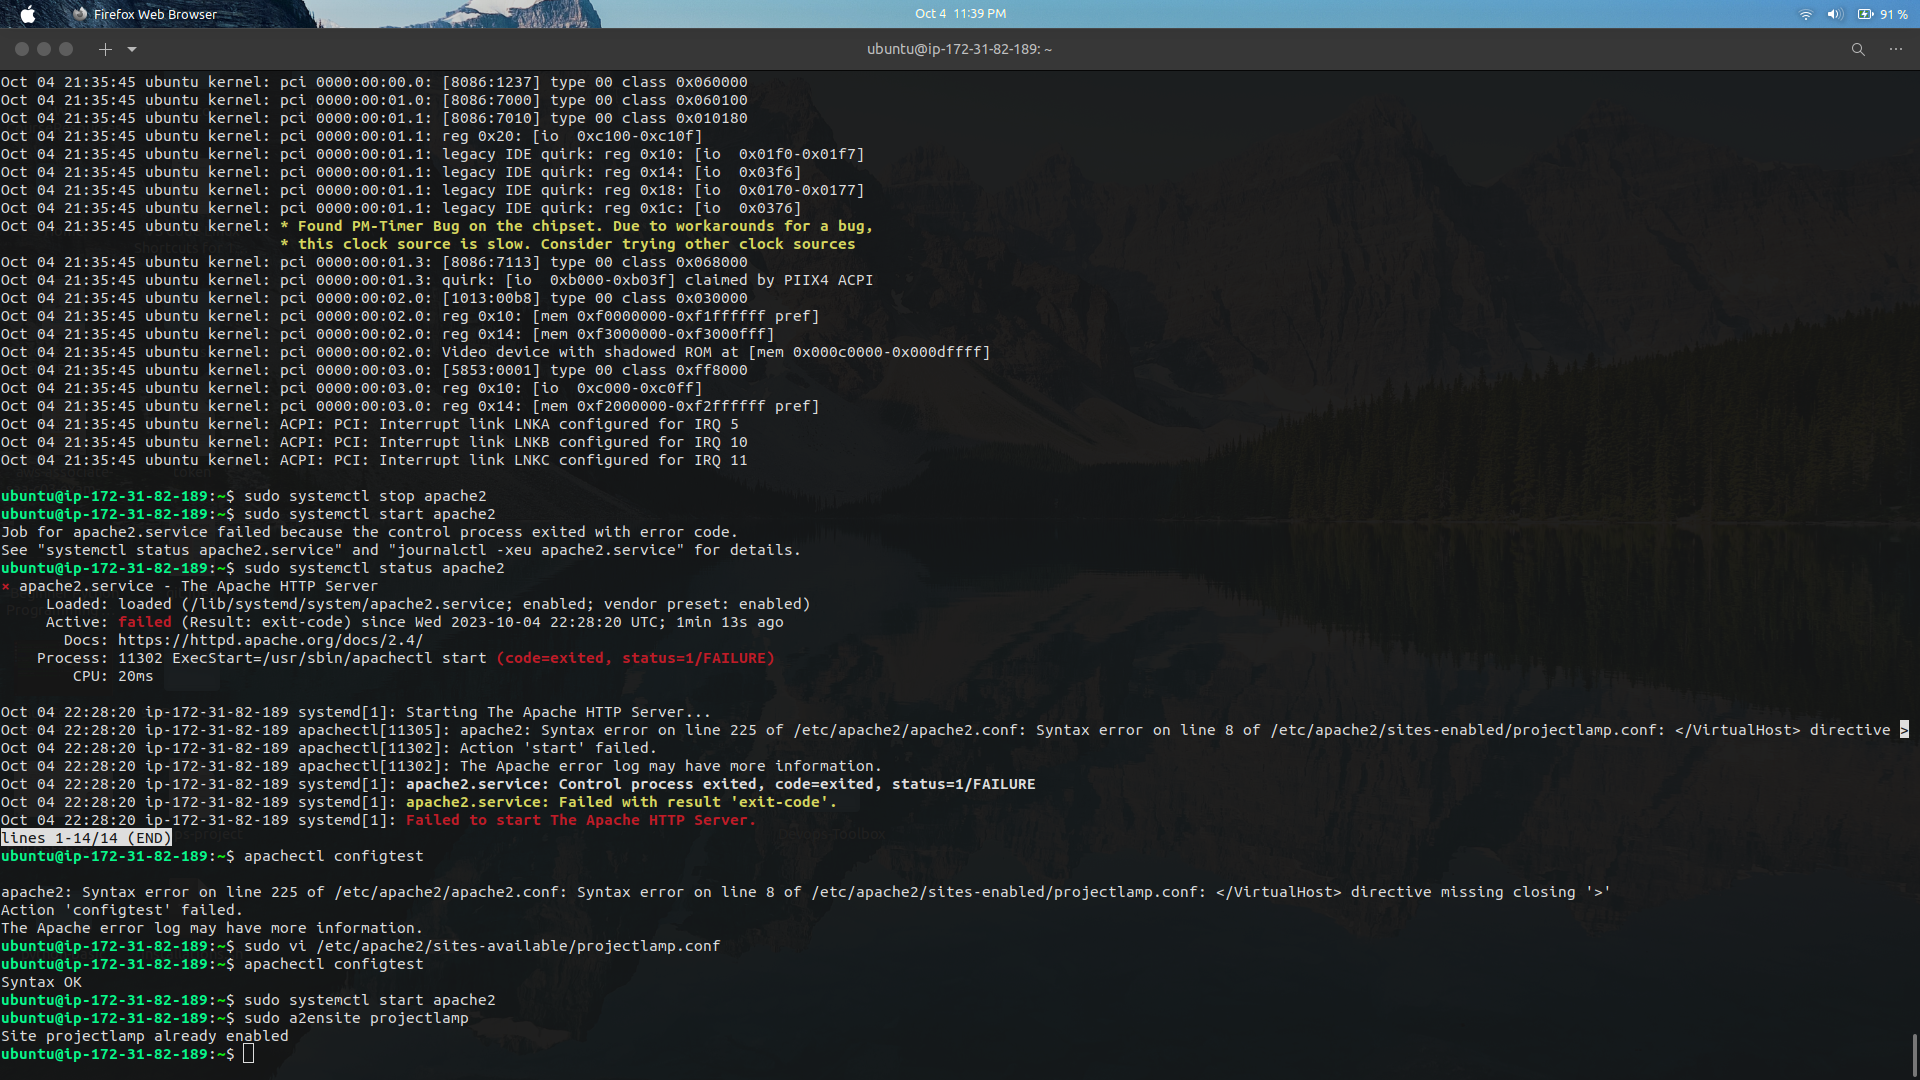 Firefox Web Browser
Oct 4 11:39 PM
91 %
ubuntu@ip-172-31-82-189: ~
Oct 04 21:35:45 ubuntu kernel: pci 0000:00:00.0: [8086:1237] type 00 class 0x060000
Oct 04 21:35:45 ubuntu kernel: pci 0000:00:01.0: [8086:7000] type 00 class 0x060100
Oct 04 21:35:45 ubuntu kernel: pci 0000:00:01.1: [8086:7010] type 00 class 0x010180
Oct 04 21:35:45 ubuntu kernel: pci 0000:00:01.1: reg 0x20: [io  0xc100-0xc10f]
Oct 04 21:35:45 ubuntu kernel: pci 0000:00:01.1: legacy IDE quirk: reg 0x10: [io  0x01f0-0x01f7]
Oct 04 21:35:45 ubuntu kernel: pci 0000:00:01.1: legacy IDE quirk: reg 0x14: [io  0x03f6]
Oct 04 21:35:45 ubuntu kernel: pci 0000:00:01.1: legacy IDE quirk: reg 0x18: [io  0x0170-0x0177]
Oct 04 21:35:45 ubuntu kernel: pci 0000:00:01.1: legacy IDE quirk: reg 0x1c: [io  0x0376]
Oct 04 21:35:45 ubuntu kernel: * Found PM-Timer Bug on the chipset. Due to workarounds for a bug,
* this clock source is slow. Consider trying other clock sources
Oct 04 21:35:45 ubuntu kernel: pci 0000:00:01.3: [8086:7113] type 00 class 0x068000
Oct 04 21:35:45 ubuntu kernel: pci 0000:00:01.3: quirk: [io  0xb000-0xb03f] claimed by PIIX4 ACPI
Oct 04 21:35:45 ubuntu kernel: pci 0000:00:02.0: [1013:00b8] type 00 class 0x030000
Oct 04 21:35:45 ubuntu kernel: pci 0000:00:02.0: reg 0x10: [mem 0xf0000000-0xf1ffffff pref]
Oct 04 21:35:45 ubuntu kernel: pci 0000:00:02.0: reg 0x14: [mem 0xf3000000-0xf3000fff]
Oct 04 21:35:45 ubuntu kernel: pci 0000:00:02.0: Video device with shadowed ROM at [mem 0x000c0000-0x000dffff]
Oct 04 21:35:45 ubuntu kernel: pci 0000:00:03.0: [5853:0001] type 00 class 0xff8000
Oct 04 21:35:45 ubuntu kernel: pci 0000:00:03.0: reg 0x10: [io  0xc000-0xc0ff]
Oct 04 21:35:45 ubuntu kernel: pci 0000:00:03.0: reg 0x14: [mem 0xf2000000-0xf2ffffff pref]
Oct 04 21:35:45 ubuntu kernel: ACPI: PCI: Interrupt link LNKA configured for IRQ 5
Oct 04 21:35:45 ubuntu kernel: ACPI: PCI: Interrupt link LNKB configured for IRQ 10
Oct 04 21:35:45 ubuntu kernel: ACPI: PCI: Interrupt link LNKC configured for IRQ 11
ubuntu@ip-172-31-82-189:~$ sudo systemctl stop apache2
ubuntu@ip-172-31-82-189:~$ sudo systemctl start apache2
Job for apache2.service failed because the control process exited with error code.
See "systemctl status apache2.service" and "journalctl -xeu apache2.service" for details.
ubuntu@ip-172-31-82-189:~$ sudo systemctl status apache2
× apache2.service - The Apache HTTP Server
Loaded: loaded (/lib/systemd/system/apache2.service; enabled; vendor preset: enabled)
Active: failed (Result: exit-code) since Wed 2023-10-04 22:28:20 UTC; 1min 13s ago
Docs: https://httpd.apache.org/docs/2.4/
Process: 11302 ExecStart=/usr/sbin/apachectl start (code=exited, status=1/FAILURE)
CPU: 20ms
Oct 04 22:28:20 ip-172-31-82-189 systemd[1]: Starting The Apache HTTP Server...
Oct 04 22:28:20 ip-172-31-82-189 apachectl[11305]: apache2: Syntax error on line 225 of /etc/apache2/apache2.conf: Syntax error on line 8 of /etc/apache2/sites-enabled/projectlamp.conf: </VirtualHost> directive >
Oct 04 22:28:20 ip-172-31-82-189 apachectl[11302]: Action 'start' failed.
Oct 04 22:28:20 ip-172-31-82-189 apachectl[11302]: The Apache error log may have more information.
Oct 04 22:28:20 ip-172-31-82-189 systemd[1]: apache2.service: Control process exited, code=exited, status=1/FAILURE
Oct 04 22:28:20 ip-172-31-82-189 systemd[1]: apache2.service: Failed with result 'exit-code'.
Oct 04 22:28:20 ip-172-31-82-189 systemd[1]: Failed to start The Apache HTTP Server.
lines 1-14/14 (END)
ubuntu@ip-172-31-82-189:~$ apachectl configtest
apache2: Syntax error on line 225 of /etc/apache2/apache2.conf: Syntax error on line 8 of /etc/apache2/sites-enabled/projectlamp.conf: </VirtualHost> directive missing closing '>'
Action 'configtest' failed.
The Apache error log may have more information.
ubuntu@ip-172-31-82-189:~$ sudo vi /etc/apache2/sites-available/projectlamp.conf
ubuntu@ip-172-31-82-189:~$ apachectl configtest
Syntax OK
ubuntu@ip-172-31-82-189:~$ sudo systemctl start apache2
ubuntu@ip-172-31-82-189:~$ sudo a2ensite projectlamp
Site projectlamp already enabled
ubuntu@ip-172-31-82-189:~$